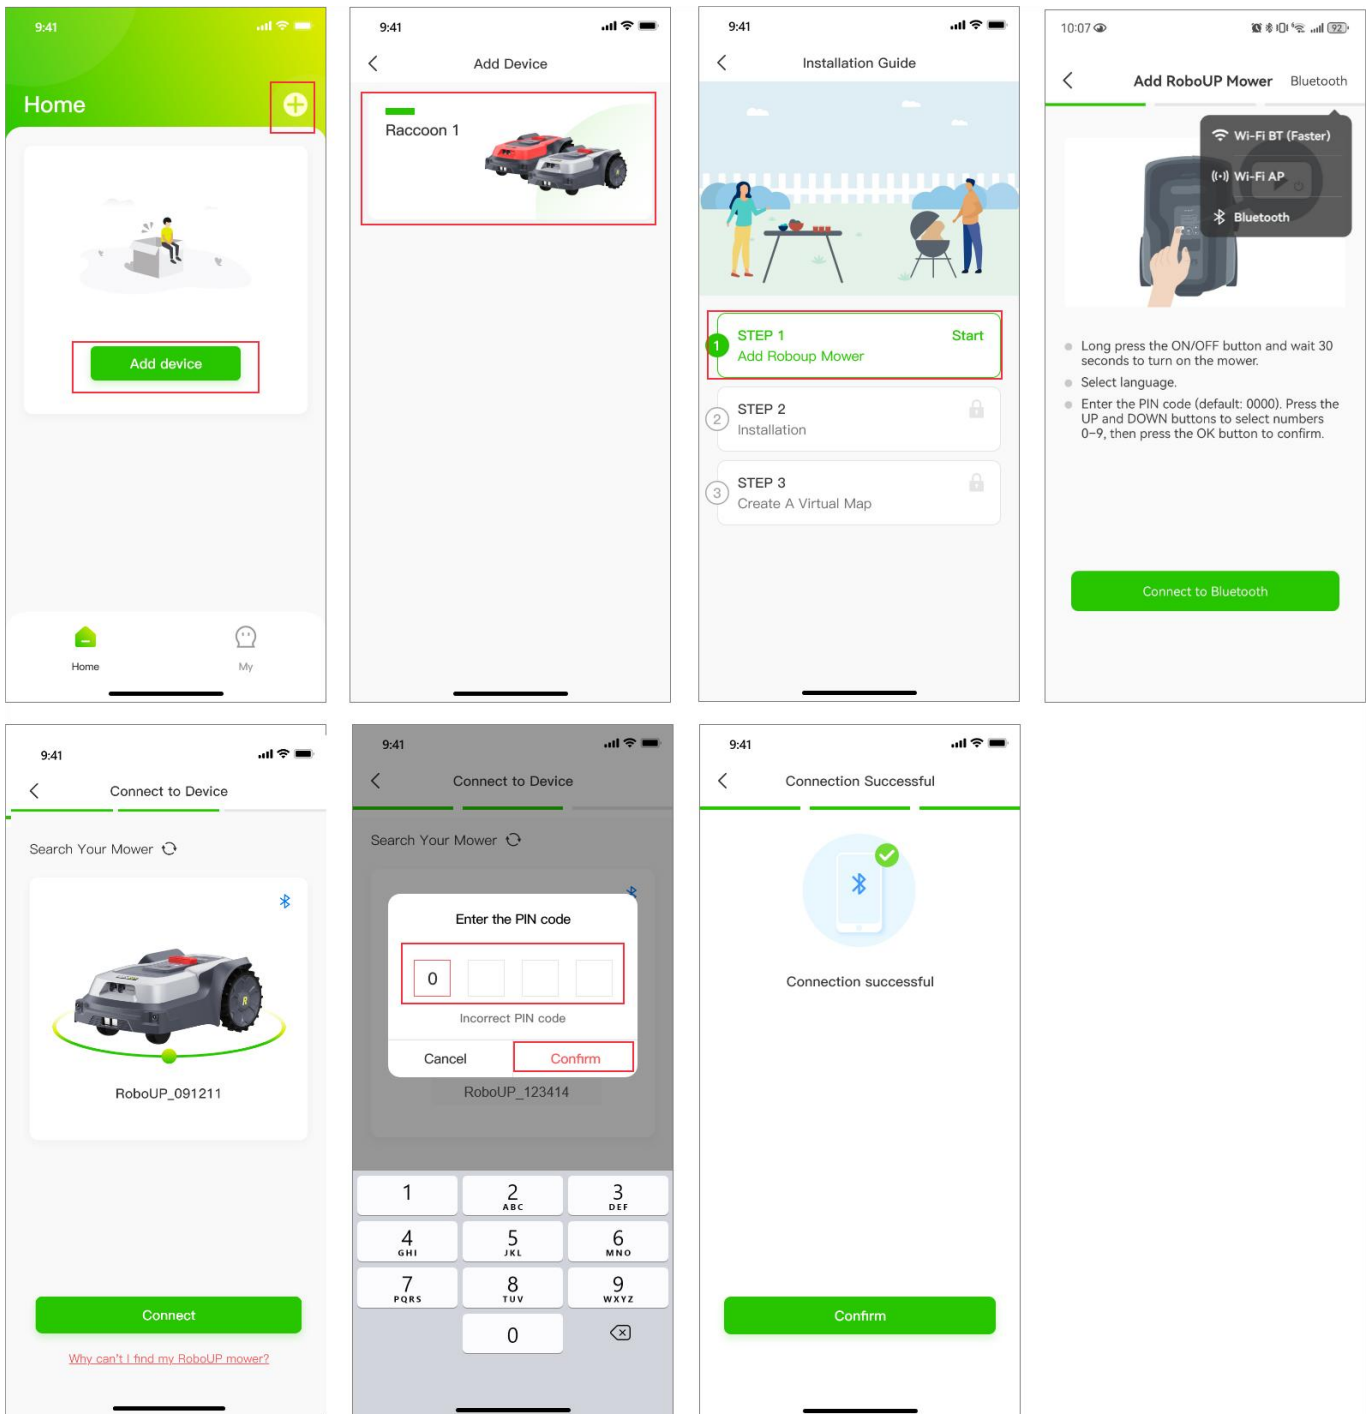 9:41
Home
Add device
Home
My
9:41
Add Device
Raccoon 1
9:41
Installation Guide
1
STEP 1
Start
Add Roboup Mower
2
STEP 2
Installation
3
STEP 3
Create A Virtual Map
10:07
92
Add RoboUP Mower
Bluetooth
Wi-Fi BT (Faster)
Wi-Fi AP
Bluetooth
Long press the ON/OFF button and wait 30
seconds to turn on the mower.
Select language.
Enter the PIN code (default: 0000). Press the
UP and DOWN buttons to select numbers
0–9, then press the OK button to confirm.
Connect to Bluetooth
9:41
Connect to Device
Search Your Mower
R
RoboUP_091211
Connect
Why can't I find my RoboUP mower?
9:41
Connect to Device
Search Your Mower
Enter the PIN code
0
Incorrect PIN code
Cancel
Confirm
RoboUP_123414
1
2
ABC
3
DEF
4
GHI
5
JKL
6
MNO
7
PQRS
8
TUV
9
WXYZ
0
9:41
Connection Successful
Connection successful
Confirm